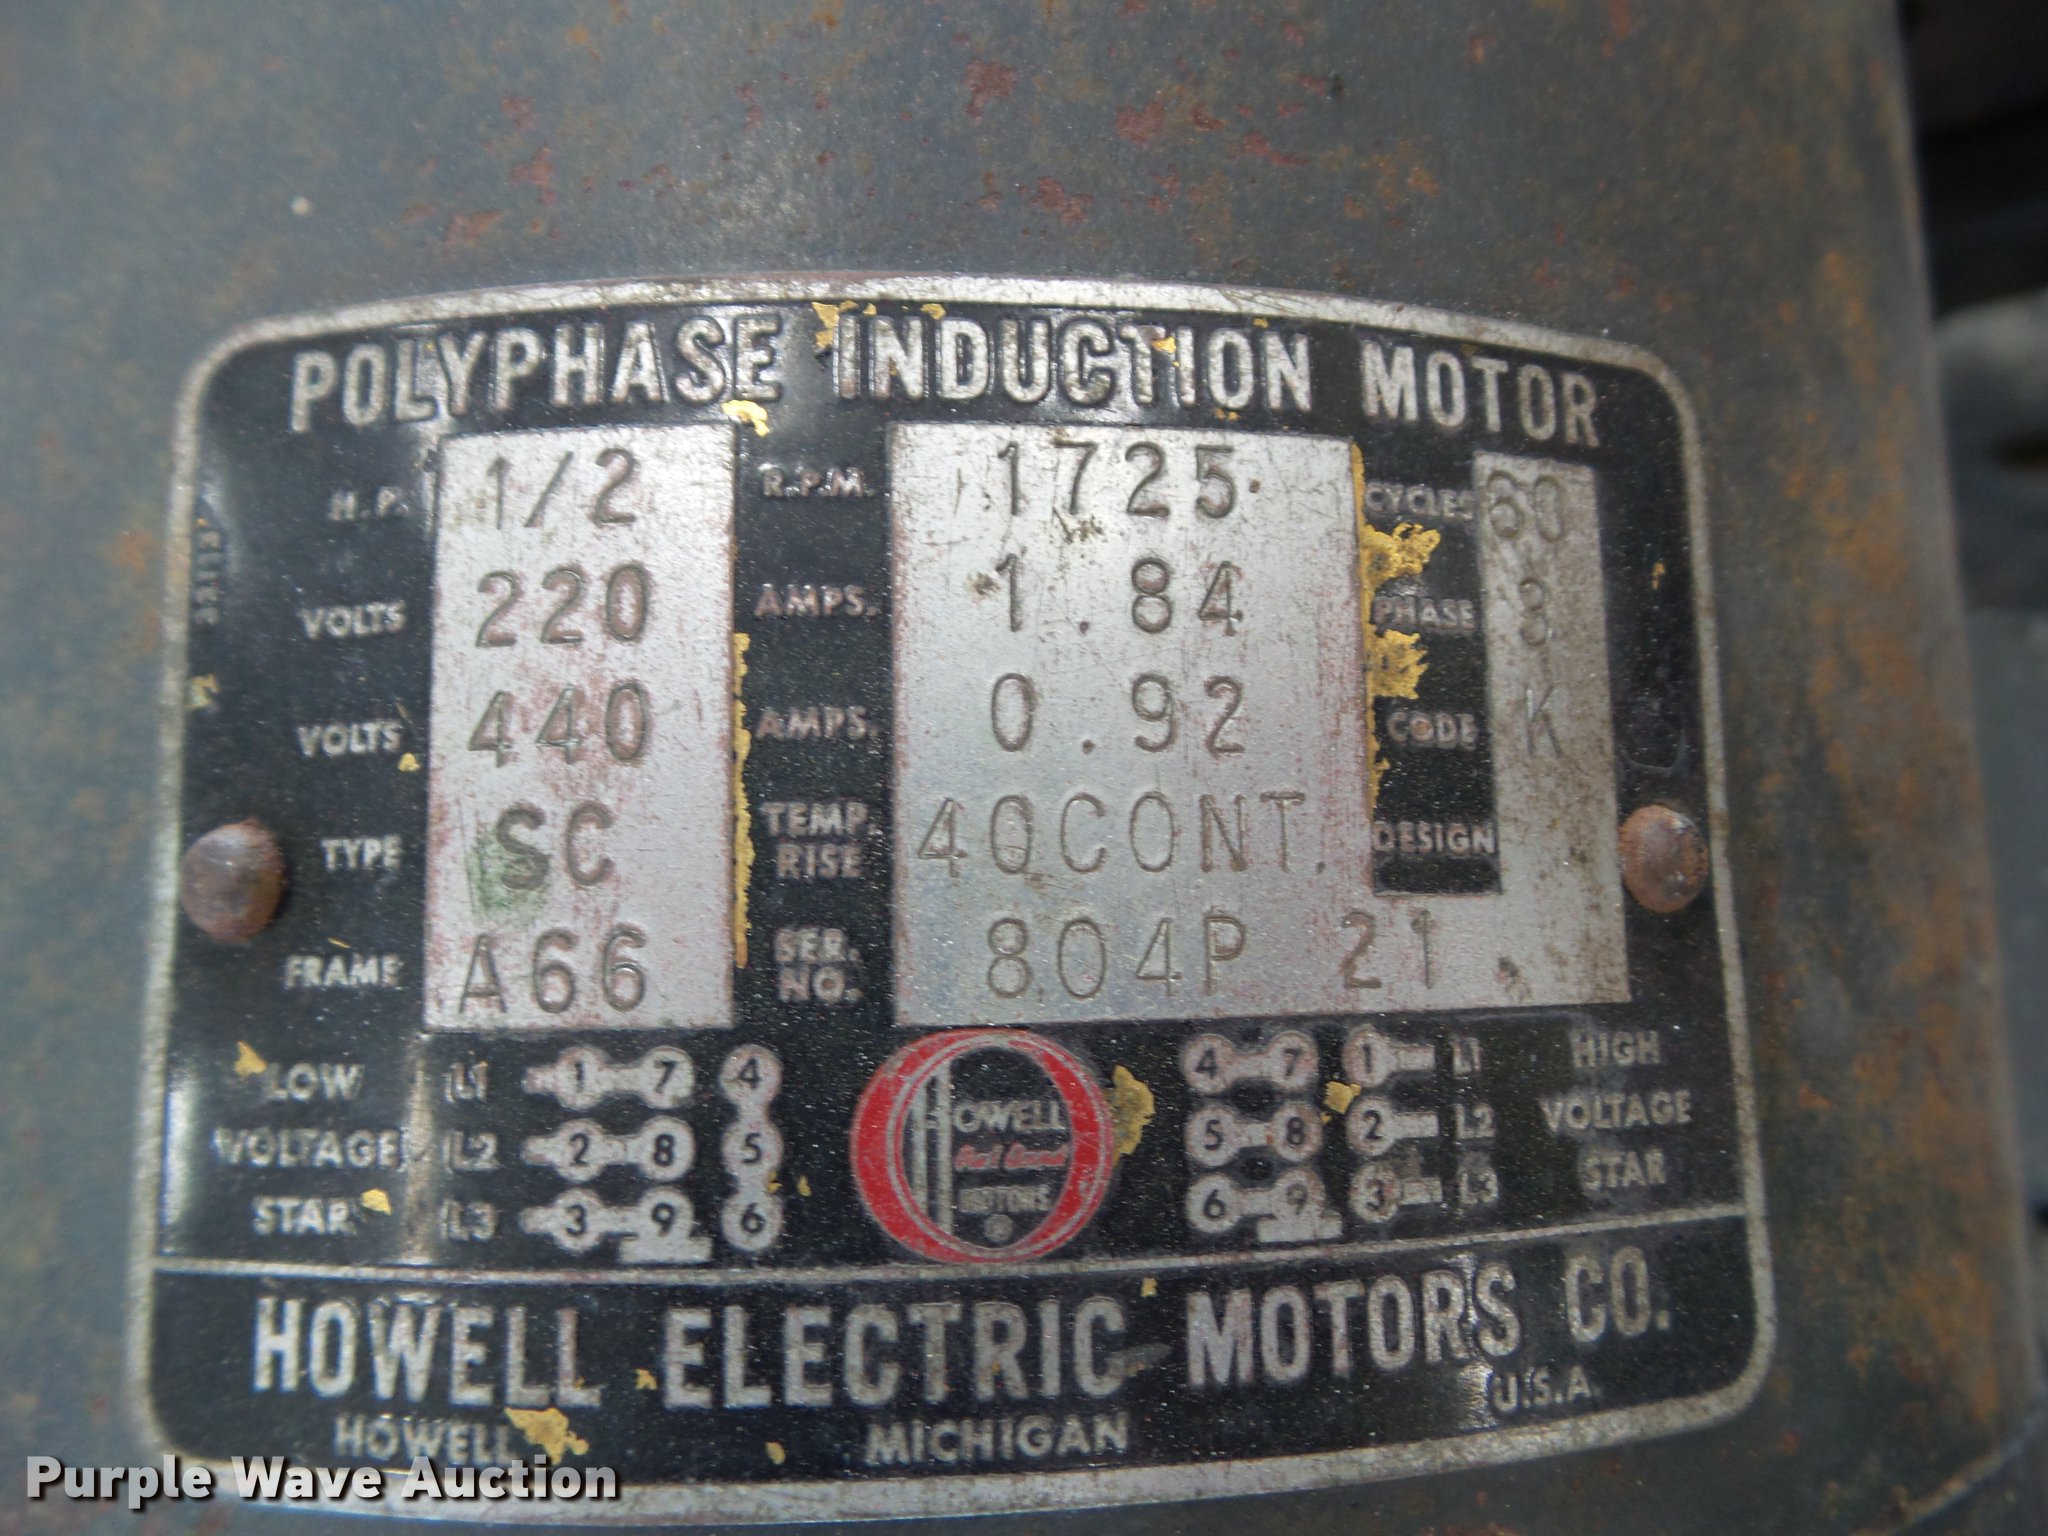 POLYPHASE INDUCTION MOTOR
H.P. 1/2 R.P.M. 1725 CYCLES 60
VOLTS 220 AMPS. 1.84 PHASE 3
VOLTS 440 AMPS. 0.92 CODE K
TYPE SC TEMP. RISE 40CONT. DESIGN
FRAME A66 SER. NO. 804P 21
LOW L1 1 7 4 4 7 1 L1 HIGH
VOLTAGE L2 2 8 5 5 8 2 L2 VOLTAGE
STAR L3 3 9 6 6 9 3 L3 STAR
HOWELL
MOTORS
HOWELL ELECTRIC MOTORS CO.
U.S.A.
HOWELL MICHIGAN
Purple Wave Auction